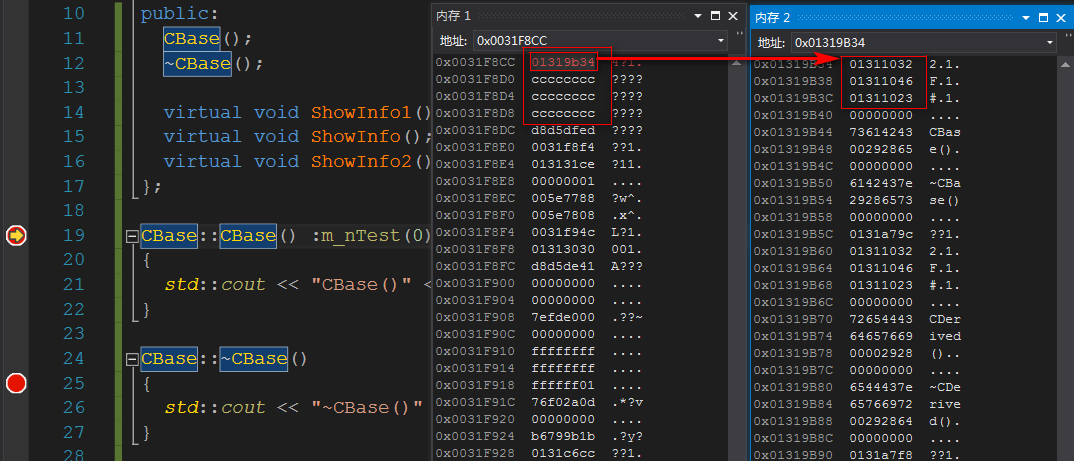 10 public:
11 CBase();
12 ~CBase();
13
14 virtual void ShowInfo1()
15 virtual void ShowInfo();
16 virtual void ShowInfo2()
17 };
18
19 CBase::CBase() :m_nTest(0)
20 {
21 std::cout << "CBase()" <
22 }
23
24 CBase::~CBase()
25 {
26 std::cout << "~CBase()"
27 }
28
内存 1
地址: 0x0031F8CC
0x0031F8CC 01319b34 4?1.
0x0031F8D0 cccccccc ????
0x0031F8D4 cccccccc ????
0x0031F8D8 cccccccc ????
0x0031F8DC d8d5dfed ????
0x0031F8E0 0031f8f4 ??1.
0x0031F8E4 013131ce ?11.
0x0031F8E8 00000001 ....
0x0031F8EC 005e7788 ?w^.
0x0031F8F0 005e7808 .x^.
0x0031F8F4 0031f94c L?1.
0x0031F8F8 01313030 001.
0x0031F8FC d8d5de41 A???
0x0031F900 00000000 ....
0x0031F904 00000000 ....
0x0031F908 7efde000 .??~
0x0031F90C 00000000 ....
0x0031F910 ffffffff ....
0x0031F914 ffffffff ....
0x0031F918 ffffff01 ....
0x0031F91C 76f02a0d .*?v
0x0031F920 00000000 ....
0x0031F924 b6799b1b .?y?
0x0031F928 0131c6cc ??1.
内存 2
地址: 0x01319B34
0x01319B34 01311032 2.1.
0x01319B38 01311046 F.1.
0x01319B3C 01311023 #.1.
0x01319B40 00000000 ....
0x01319B44 73614243 CBas
0x01319B48 00292865 e().
0x01319B4C 00000000 ....
0x01319B50 6142437e ~CBa
0x01319B54 29286573 se()
0x01319B58 00000000 ....
0x01319B5C 0131a79c ??1.
0x01319B60 01311032 2.1.
0x01319B64 01311046 F.1.
0x01319B68 01311023 #.1.
0x01319B6C 00000000 ....
0x01319B70 72654443 CDer
0x01319B74 64657669 ived
0x01319B78 00002928 ()..
0x01319B7C 00000000 ....
0x01319B80 6544437e ~CDe
0x01319B84 65766972 rive
0x01319B88 00292864 d().
0x01319B8C 00000000 ....
0x01319B90 0131a7f8 ??1.